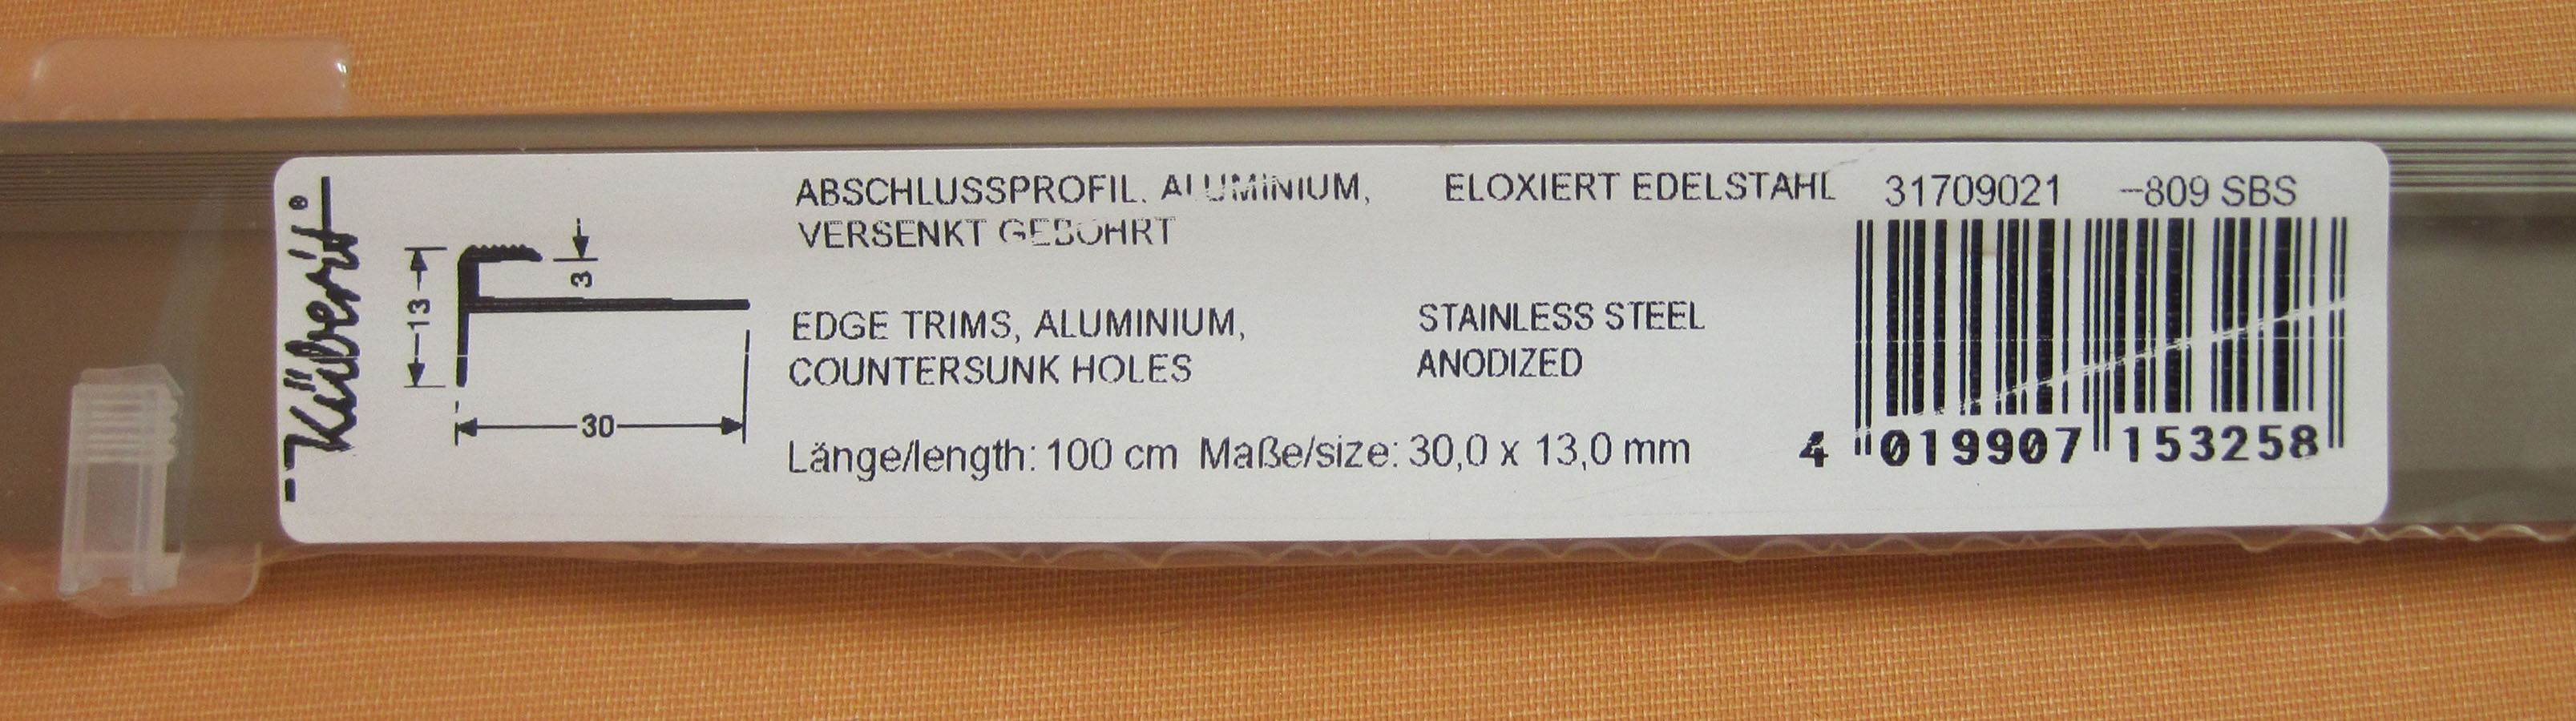 Küberit®
13
3
30
ABSCHLUSSPROFIL, ALUMINIUM, ELOXIERT EDELSTAHL 31709021 -809 SBS
VERSENKT GEBOHRT
EDGE TRIMS, ALUMINIUM, STAINLESS STEEL
COUNTERSUNK HOLES ANODIZED
Länge/length: 100 cm Maße/size: 30,0 x 13,0 mm
4 019907 153258